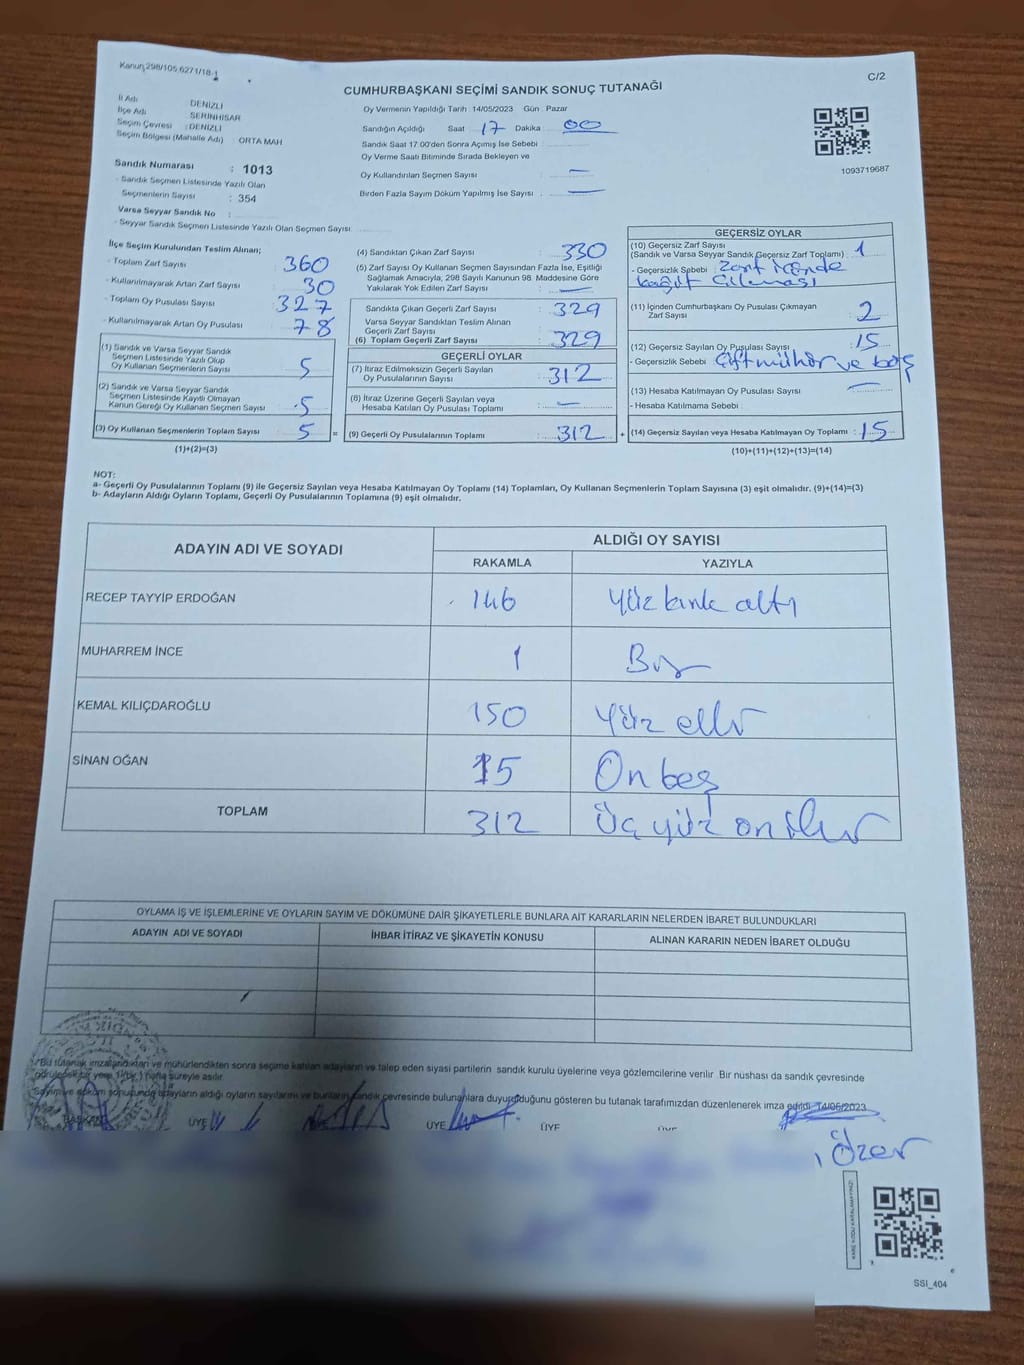 Kanun 298/105 6271/18-1
C/2
CUMHURBAŞKANI SEÇİMİ SANDIK SONUÇ TUTANAĞI
İl Adı DENİZLİ
İlçe Adı SERİNHİSAR
Seçim Çevresi : DENİZLİ
Seçim Bölgesi (Mahalle Adı) ORTA MAH
Sandık Numarası : 1013
- Sandık Seçmen Listesinde Yazılı Olan
Seçmenlerin Sayısı : 354
Varsa Seyyar Sandık No :
- Seyyar Sandık Seçmen Listesinde Yazılı Olan Seçmen Sayısı
Oy Vermenin Yapıldığı Tarih : 14/05/2023 Gün : Pazar
Sandığın Açıldığı Saat 17 Dakika 00
Sandık Saat 17.00'den Sonra Açımış İse Sebebi
Oy Verme Saati Bitiminde Sırada Bekleyen ve
Oy Kullandırılan Seçmen Sayısı : —
Birden Fazla Sayım Döküm Yapılmış İse Sayısı : —
1093719687
İlçe Seçim Kurulundan Teslim Alınan;
- Toplam Zarf Sayısı 360
- Kullanılmayarak Artan Zarf Sayısı 30
- Toplam Oy Pusulası Sayısı 327
- Kullanılmayarak Artan Oy Pusulası 78
(1) Sandık ve Varsa Seyyar Sandık
Seçmen Listesinde Yazılı Olup
Oy Kullanan Seçmenlerin Sayısı 5
(2) Sandık ve Varsa Seyyar Sandık
Seçmen Listesinde Kayıtlı Olmayan
Kanun Gereği Oy Kullanan Seçmen Sayısı 5
(3) Oy Kullanan Seçmenlerin Toplam Sayısı 5 =
(1)+(2)=(3)
(4) Sandıktan Çıkan Zarf Sayısı : 330
(5) Zarf Sayısı Oy Kullanan Seçmen Sayısından Fazla İse, Eşitliği
Sağlamak Amacıyla, 298 Sayılı Kanunun 98. Maddesine Göre
Yakılarak Yok Edilen Zarf Sayısı : —
Sandıkta Çıkan Geçerli Zarf Sayısı : 329
Varsa Seyyar Sandıktan Teslim Alınan
Geçerli Zarf Sayısı
(6) Toplam Geçerli Zarf Sayısı : 329
GEÇERLİ OYLAR
(7) İtiraz Edilmeksizin Geçerli Sayılan
Oy Pusulalarının Sayısı : 312
(8) İtiraz Üzerine Geçerli Sayılan veya
Hesaba Katılan Oy Pusulası Toplamı : —
(9) Geçerli Oy Pusulalarının Toplamı : 312 +
GEÇERSİZ OYLAR
(10) Geçersiz Zarf Sayısı
(Sandık ve Varsa Seyyar Sandık Geçersiz Zarf Toplamı) : 1
- Geçersizlik Sebebi : Zarf içinde
kağıt çıkması
(11) İçinden Cumhurbaşkanı Oy Pusulası Çıkmayan
Zarf Sayısı 2
(12) Geçersiz Sayılan Oy Pusulası Sayısı : 15
- Geçersizlik Sebebi Çift mühür ve boş
(13) Hesaba Katılmayan Oy Pusulası Sayısı : —
- Hesaba Katılmama Sebebi
(14) Geçersiz Sayılan veya Hesaba Katılmayan Oy Toplamı : 15
(10)+(11)+(12)+(13)=(14)
NOT:
a- Geçerli Oy Pusulalarının Toplamı (9) ile Geçersiz Sayılan veya Hesaba Katılmayan Oy Toplamı (14) Toplamları, Oy Kullanan Seçmenlerin Toplam Sayısına (3) eşit olmalıdır. (9)+(14)=(3)
b- Adayların Aldığı Oyların Toplamı, Geçerli Oy Pusulalarının Toplamına (9) eşit olmalıdır.
ADAYIN ADI VE SOYADI ALDIĞI OY SAYISI
RAKAMLA YAZIYLA
RECEP TAYYİP ERDOĞAN 146 Yüz kırk altı
MUHARREM İNCE 1 Bir
KEMAL KILIÇDAROĞLU 150 Yüz elli
SİNAN OĞAN 15 On beş
TOPLAM 312 Üç yüz on iki
OYLAMA İŞ VE İŞLEMLERİNE VE OYLARIN SAYIM VE DÖKÜMÜNE DAİR ŞİKAYETLERLE BUNLARA AİT KARARLARIN NELERDEN İBARET BULUNDUKLARI
ADAYIN ADI VE SOYADI İHBAR İTİRAZ VE ŞİKAYETİN KONUSU ALINAN KARARIN NEDEN İBARET OLDUĞU
*Bu tutanak imzalandıktan ve mühürlendikten sonra seçime katılan adayların ve talep eden siyasi partilerin sandık kurulu üyelerine veya gözlemcilerine verilir. Bir nüshası da sandık çevresinde
görülebilecek bir yere 1(bir) hafta süreyle asılır.
Sayım ve döküm sonucunda adayların aldığı oyların sayılarını ve bunların sandık çevresinde bulunanlara duyurulduğunu gösteren bu tutanak tarafımızdan düzenlenerek imza edildi. 14/05/2023
BAŞKAN ÜYE ÜYE ÜYE ÜYE
Özer
KARE KODU KARALAMAYINIZ!
SSİ_404